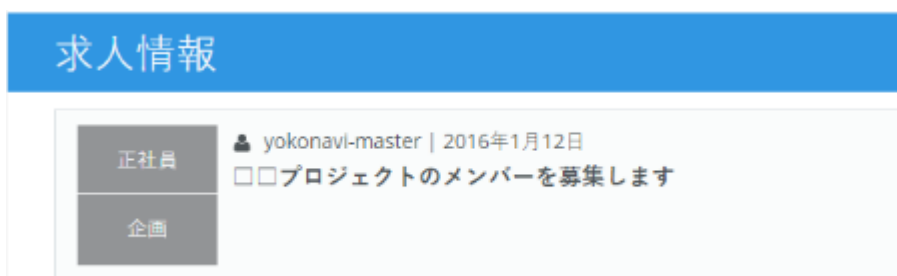 求人情報
正社員
企画
yokonavi-master | 2016年1月12日
□□プロジェクトのメンバーを募集します